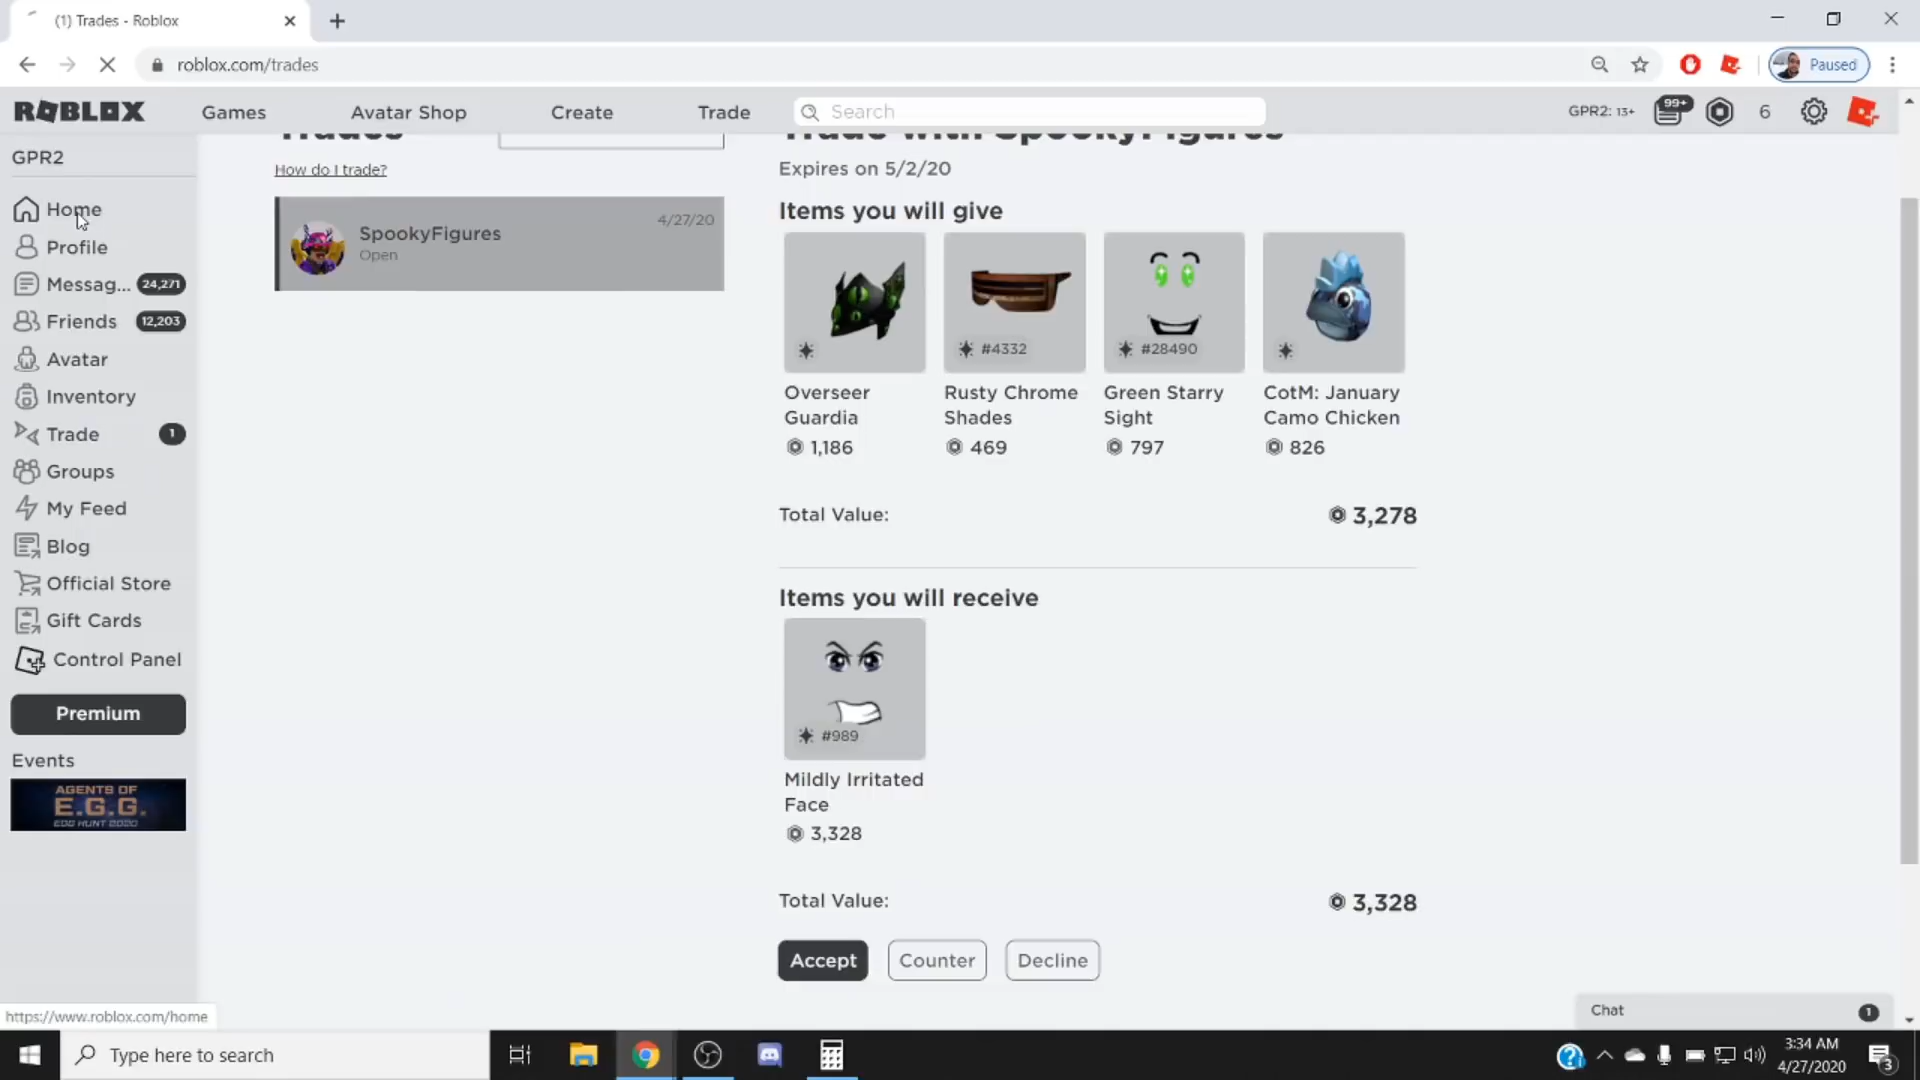 (1) Trades - Roblox
roblox.com/trades
Paused
ROBLOX
Games
Avatar Shop
Create
Trade
Search
GPR2: 13+
99+
6
GPR2
Home
Profile
Messag... 24,271
Friends 12,203
Avatar
Inventory
Trade 1
Groups
My Feed
Blog
Official Store
Gift Cards
Control Panel
Premium
Events
AGENTS OF
E.G.G.
EGG HUNT 2020
https://www.roblox.com/home
Trades
How do I trade?
SpookyFigures
4/27/20
Open
Trade with SpookyFigures
Expires on 5/2/20
Items you will give
#4332
#28490
Overseer
Guardia
1,186
Rusty Chrome
Shades
469
Green Starry
Sight
797
CotM: January
Camo Chicken
826
Total Value:
3,278
Items you will receive
#989
Mildly Irritated
Face
3,328
Total Value:
3,328
Accept
Counter
Decline
Chat
1
Type here to search
3:34 AM
4/27/2020
3